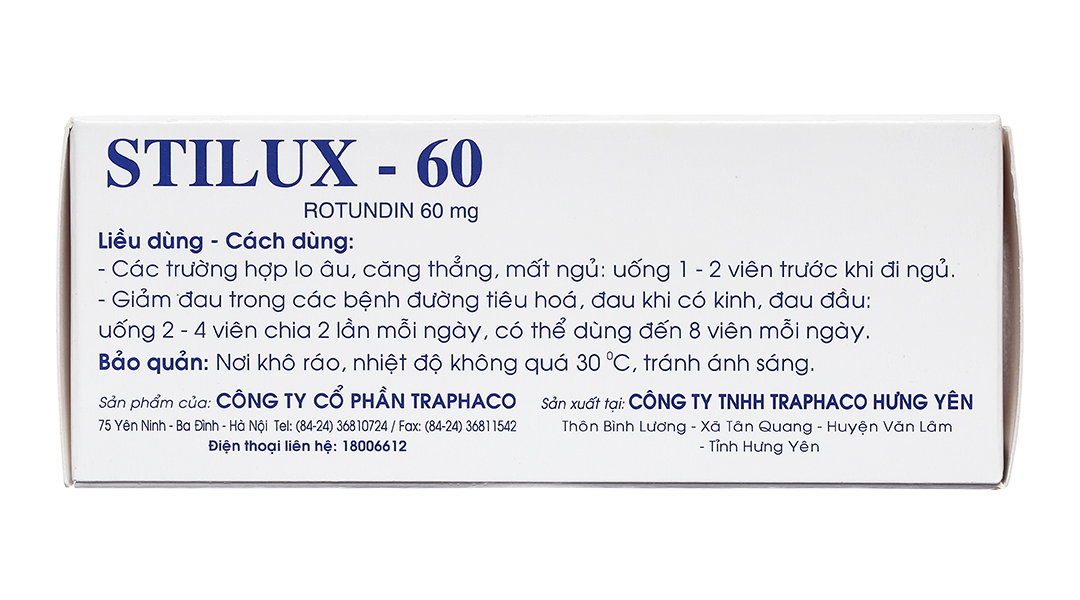 STILUX - 60
ROTUNDIN 60 mg
Liều dùng - Cách dùng:
- Các trường hợp lo âu, căng thẳng, mất ngủ: uống 1 - 2 viên trước khi đi ngủ.
- Giảm đau trong các bệnh đường tiêu hoá, đau khi có kinh, đau đầu:
uống 2 - 4 viên chia 2 lần mỗi ngày, có thể dùng đến 8 viên mỗi ngày.
Bảo quản: Nơi khô ráo, nhiệt độ không quá 30 ⁰C, tránh ánh sáng.
Sản phẩm của: CÔNG TY CỔ PHẦN TRAPHACO
75 Yên Ninh - Ba Đình - Hà Nội Tel: (84-24) 36810724 / Fax: (84-24) 36811542
Điện thoại liên hệ: 18006612
Sản xuất tại: CÔNG TY TNHH TRAPHACO HƯNG YÊN
Thôn Bình Lương - Xã Tân Quang - Huyện Văn Lâm
- Tỉnh Hưng Yên